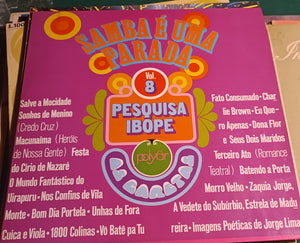 SAMBA É UMA
PARADA
Vol.
8
PESQUISA
IBOPE
polyfar
Salve a Mocidade
Sonhos de Menino
(Credo Cruz)
Macunaíma (Heróis
de Nossa Gente) Festa
do Círio de Nazaré
O Mundo Fantástico do
Uirapuru • Nos Confins de Vila
Monte • Bom Dia Portela • Unhas de Fora
Cuica e Viola • 1800 Colinas • Vô Baté pa Tu
Fato Consumado • Char
lie Brown • Eu Que-
ro Apenas • Dona Flor
e Seus Dois Maridos
Terceiro Ato (Romance
Teatral) Batendo a Porta
Morro Velho • Zaquia Jorge,
A Vedete do Subúrbio, Estrela de Madu
reira • Imagens Poéticas de Jorge Lima